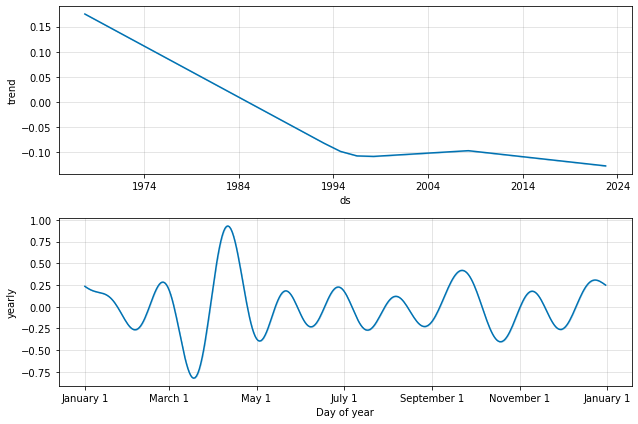 0.15
0.10
0.05
0.00
−0.05
−0.10
trend
1974 1984 1994 2004 2014 2024
ds
1.00
0.75
0.50
0.25
0.00
−0.25
−0.50
−0.75
yearly
January 1 March 1 May 1 July 1 September 1 November 1 January 1
Day of year